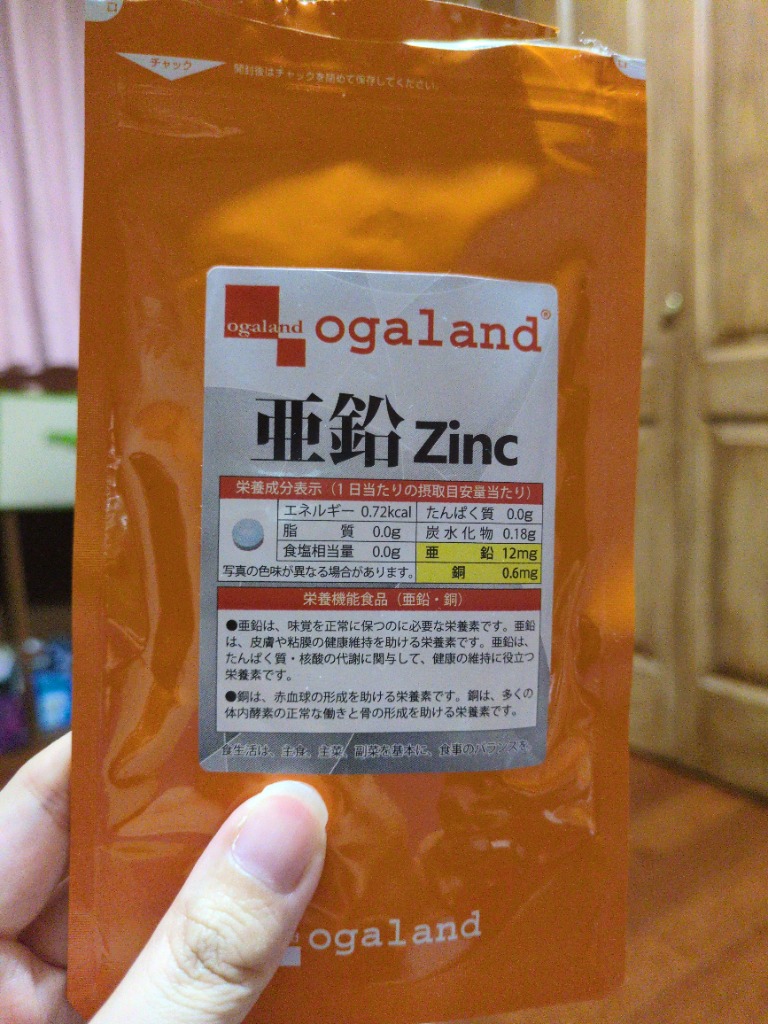 チャック
開封後はチャックを閉めて保存してください。
ogaland
ogaland®
亜鉛 Zinc
栄養成分表示（1日当たりの摂取目安量当たり）
エネルギー 0.72kcal たんぱく質 0.0g
脂質 0.0g 炭水化物 0.18g
食塩相当量 0.0g 亜鉛 12mg
写真の色味が異なる場合があります。 銅 0.6mg
栄養機能食品（亜鉛・銅）
●亜鉛は、味覚を正常に保つのに必要な栄養素です。亜鉛
は、皮膚や粘膜の健康維持を助ける栄養素です。亜鉛は、
たんぱく質・核酸の代謝に関与して、健康の維持に役立つ
栄養素です。
●銅は、赤血球の形成を助ける栄養素です。銅は、多くの
体内酵素の正常な働きと骨の形成を助ける栄養素です。
食生活は、主食、主菜、副菜を基本に、食事のバランスを。
ogaland